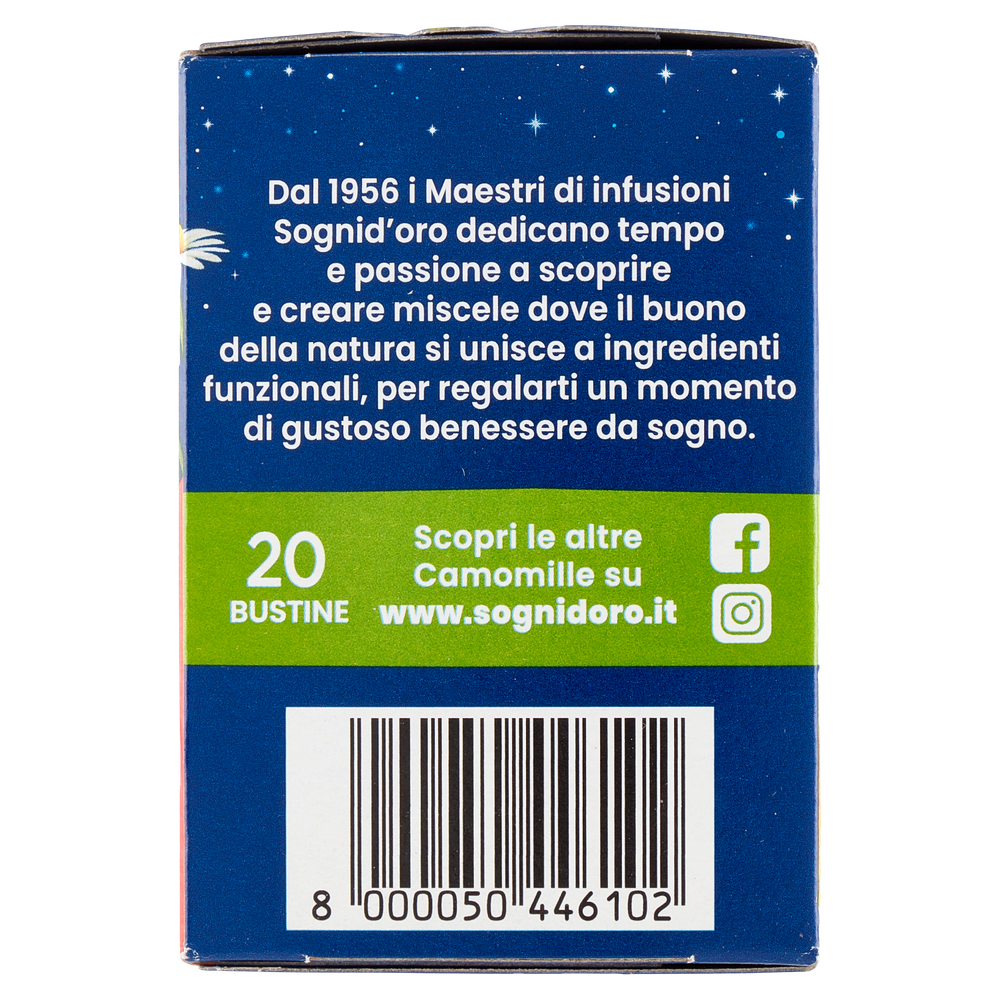 Dal 1956 i Maestri di infusioni
Sognid'oro dedicano tempo
e passione a scoprire
e creare miscele dove il buono
della natura si unisce a ingredienti
funzionali, per regalarti un momento
di gustoso benessere da sogno.
20
BUSTINE
Scopri le altre
Camomille su
www.sognidoro.it
8 000050 446102